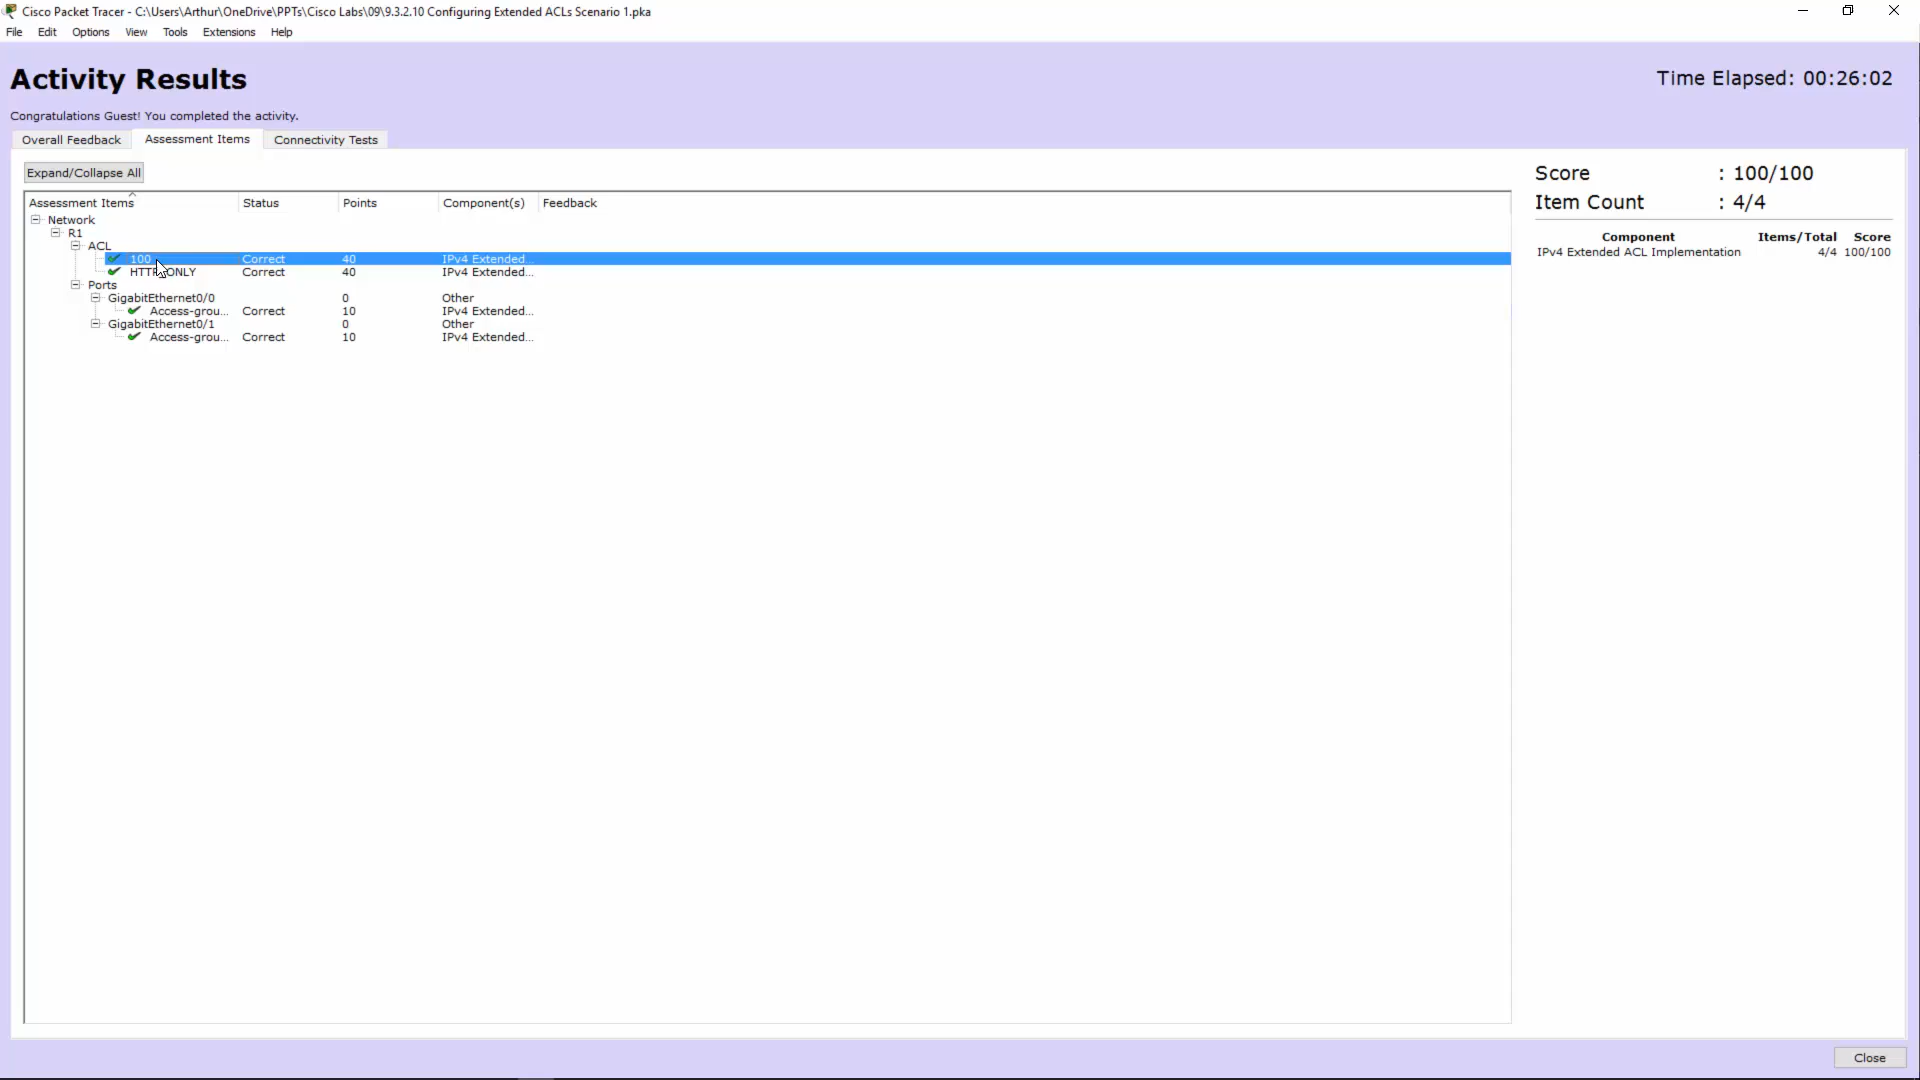 Cisco Packet Tracer - C:\Users\Arthur\OneDrive\PPTs\Cisco Labs\09\9.3.2.10 Configuring Extended ACLs Scenario 1.pka
File Edit Options View Tools Extensions Help
Activity Results
Time Elapsed: 00:26:02
Congratulations Guest! You completed the activity.
Overall Feedback Assessment Items Connectivity Tests
Expand/Collapse All
Score : 100/100
Item Count : 4/4
Component Items/Total Score
IPv4 Extended ACL Implementation 4/4 100/100
Assessment Items Status Points Component(s) Feedback
Network
R1
ACL
100 Correct 40 IPv4 Extended...
HTTP_ONLY Correct 40 IPv4 Extended...
Ports
GigabitEthernet0/0 0 Other
Access-grou... Correct 10 IPv4 Extended...
GigabitEthernet0/1 0 Other
Access-grou... Correct 10 IPv4 Extended...
Close